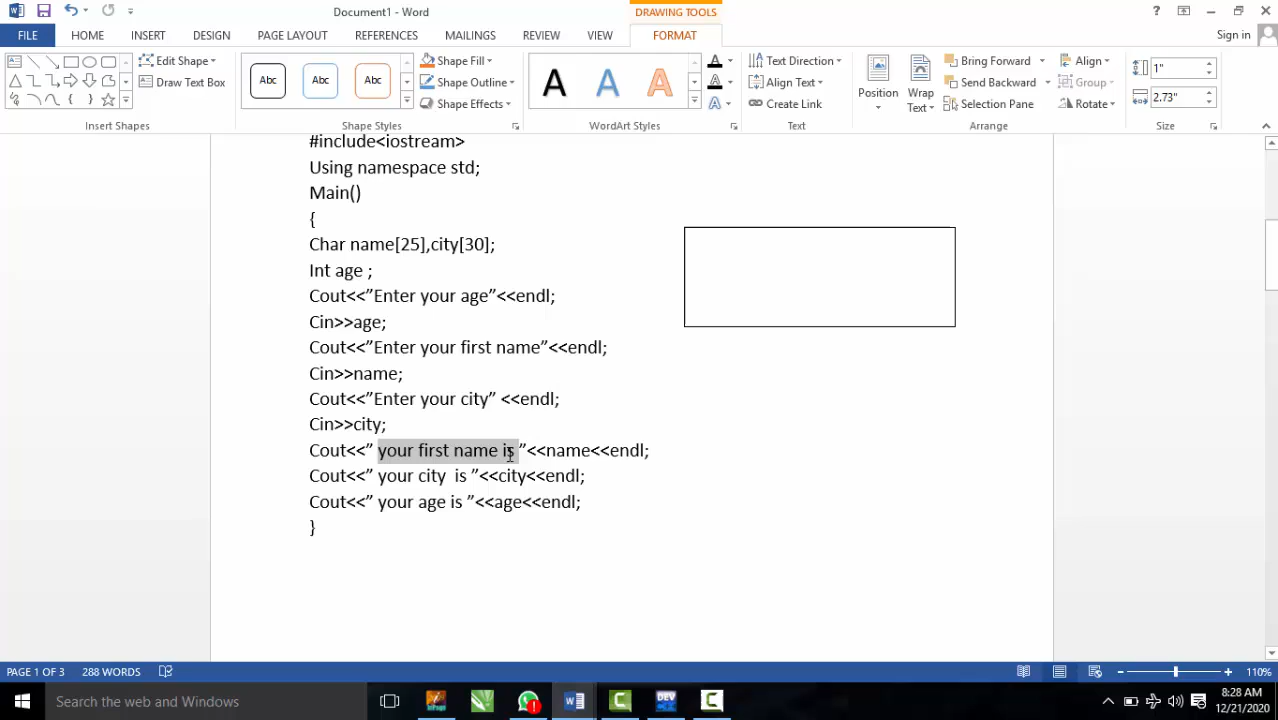 Document1 - Word
DRAWING TOOLS
?
FILE HOME INSERT DESIGN PAGE LAYOUT REFERENCES MAILINGS REVIEW VIEW FORMAT Sign in
Edit Shape
Draw Text Box
Insert Shapes
Abc Abc Abc
Shape Fill
Shape Outline
Shape Effects
Shape Styles
A A A
WordArt Styles
Text Direction
Align Text
Create Link
Text
Position
Wrap
Text
Bring Forward
Send Backward
Selection Pane
Align
Group
Rotate
Arrange
1"
2.73"
Size
#include<iostream>
Using namespace std;
Main()
{
Char name[25],city[30];
Int age ;
Cout<<”Enter your age”<<endl;
Cin>>age;
Cout<<”Enter your first name”<<endl;
Cin>>name;
Cout<<”Enter your city” <<endl;
Cin>>city;
Cout<<” your first name is ”<<name<<endl;
Cout<<” your city  is ”<<city<<endl;
Cout<<” your age is ”<<age<<endl;
}
PAGE 1 OF 3 288 WORDS 110%
Search the web and Windows
DEV
8:28 AM
12/21/2020